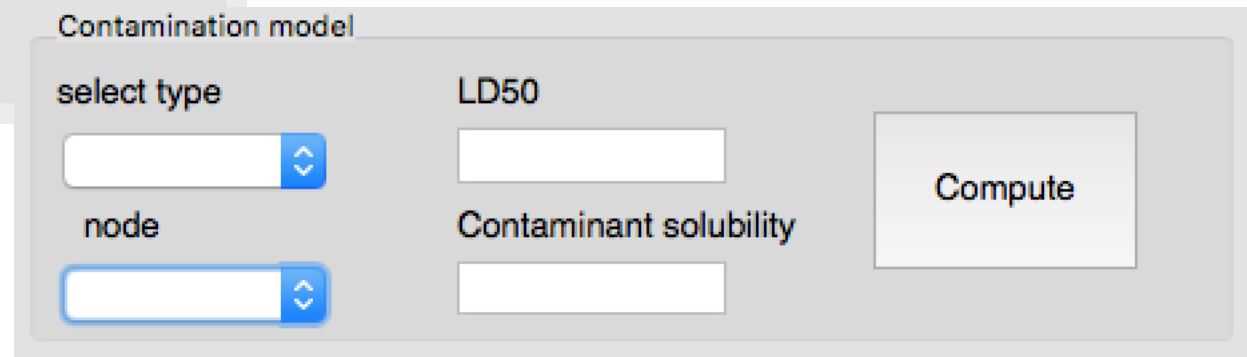 Contamination model
select type
LD50
node
Contaminant solubility
Compute